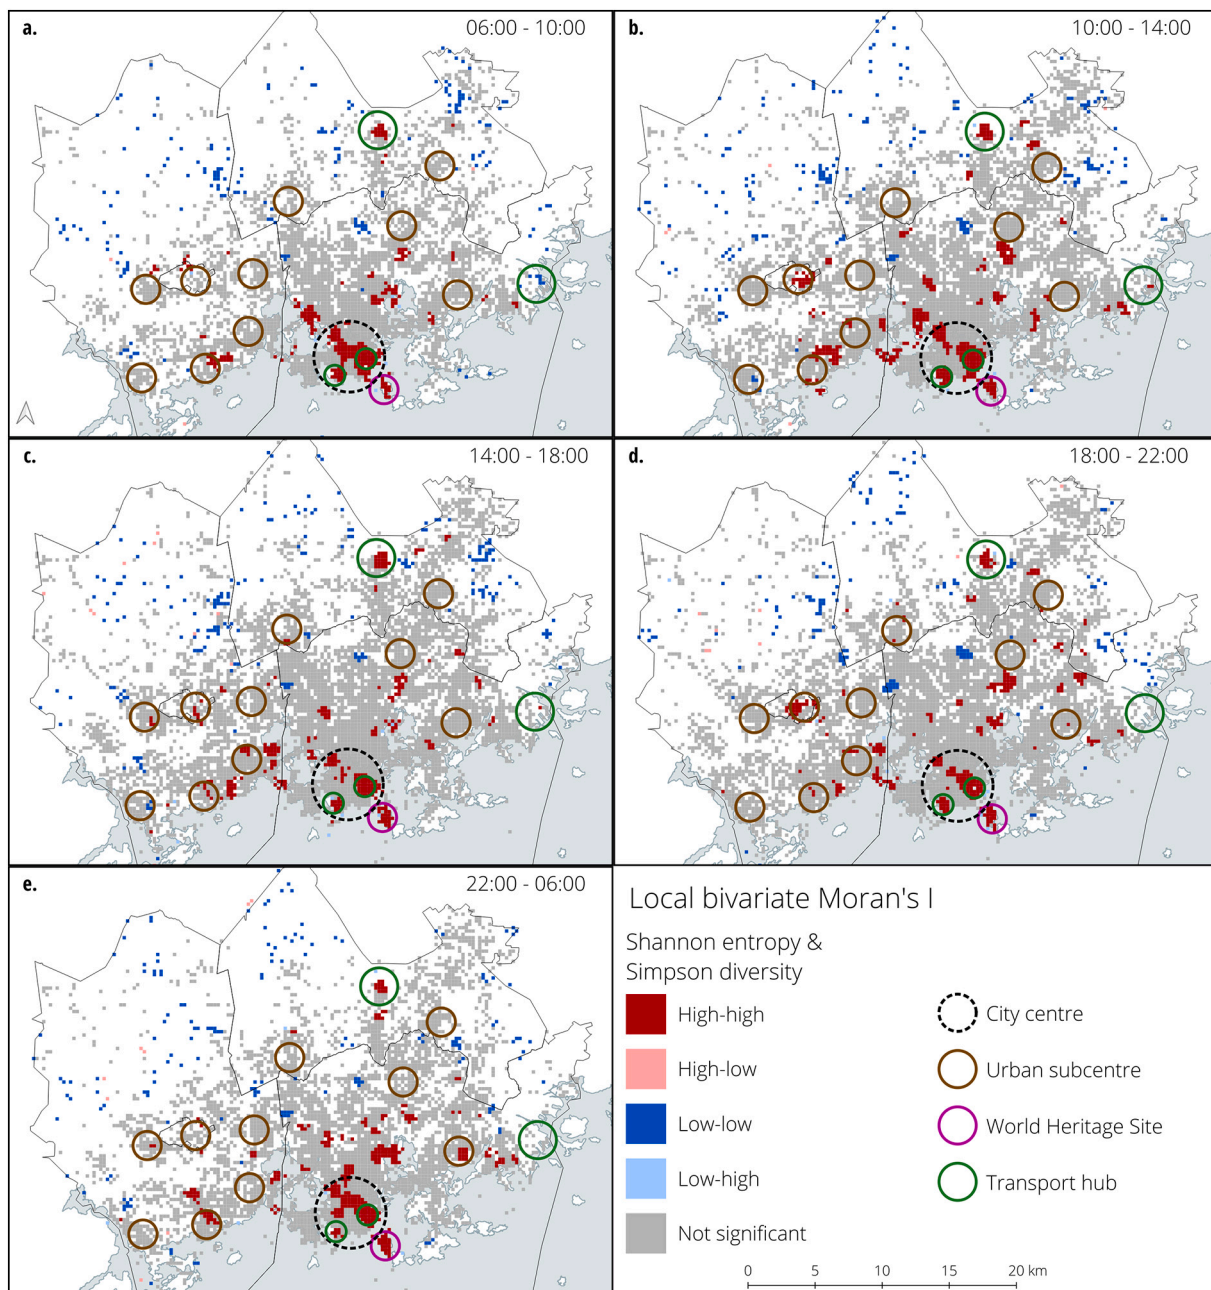 a.
06:00 - 10:00
b.
10:00 - 14:00
c.
14:00 - 18:00
d.
18:00 - 22:00
e.
22:00 - 06:00
Local bivariate Moran's I
Shannon entropy &
Simpson diversity
High-high
High-low
Low-low
Low-high
Not significant
City centre
Urban subcentre
World Heritage Site
Transport hub
0 5 10 15 20 km